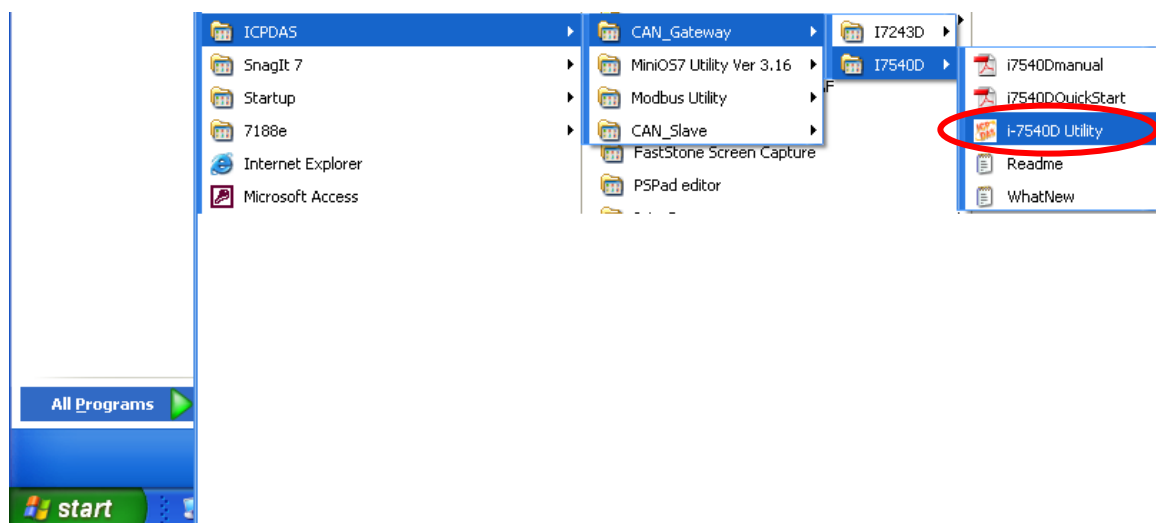 ICPDAS
SnagIt 7
Startup
7188e
Internet Explorer
Microsoft Access
CAN_Gateway
MiniOS7 Utility Ver 3.16
Modbus Utility
CAN_Slave
FastStone Screen Capture
PSPad editor
I7243D
I7540D
i7540Dmanual
i7540DQuickStart
i-7540D Utility
Readme
WhatNew
All Programs
start